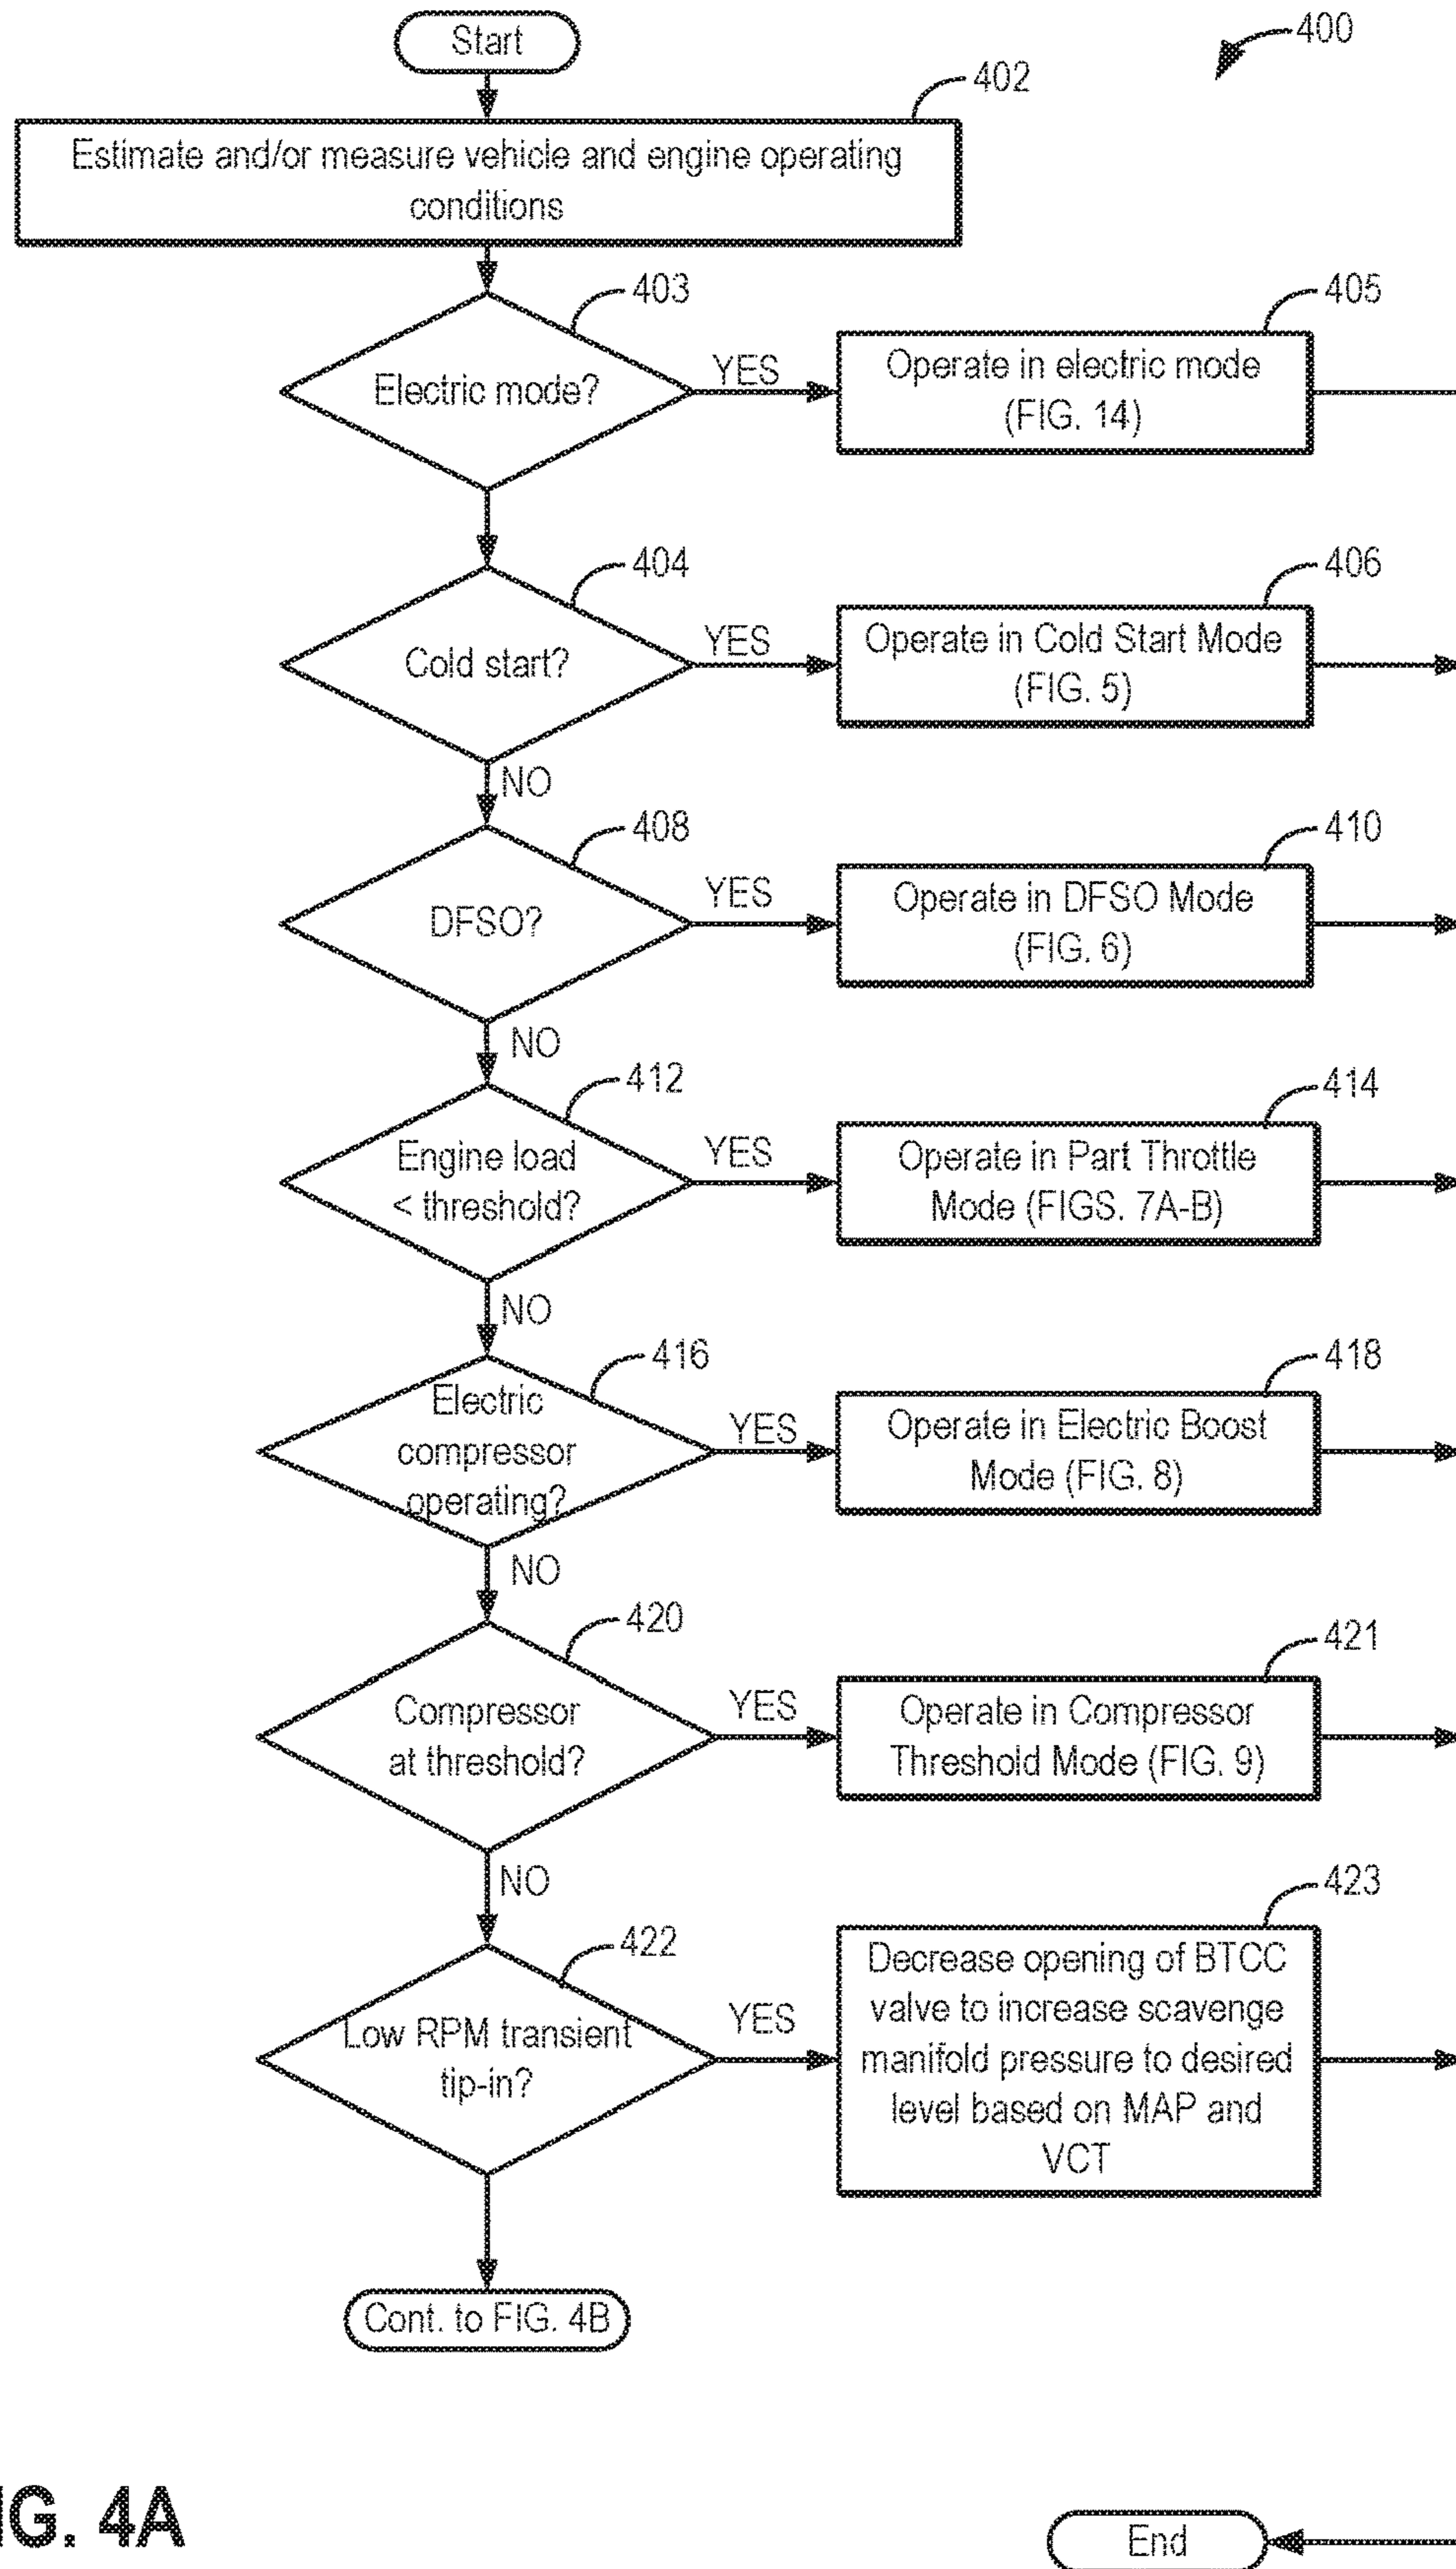 Start
400
402
Estimate and/or measure vehicle and engine operating
conditions
403
Electric mode?
YES
405
Operate in electric mode
(FIG. 14)
404
Cold start?
YES
406
Operate in Cold Start Mode
(FIG. 5)
NO
408
DFSO?
YES
410
Operate in DFSO Mode
(FIG. 6)
NO
412
Engine load
< threshold?
YES
414
Operate in Part Throttle
Mode (FIGS. 7A-B)
NO
416
Electric
compressor
operating?
YES
418
Operate in Electric Boost
Mode (FIG. 8)
NO
420
Compressor
at threshold?
YES
421
Operate in Compressor
Threshold Mode (FIG. 9)
NO
422
Low RPM transient
tip-in?
YES
423
Decrease opening of BTCC
valve to increase scavenge
manifold pressure to desired
level based on MAP and
VCT
Cont. to FIG. 4B
IG. 4A
End